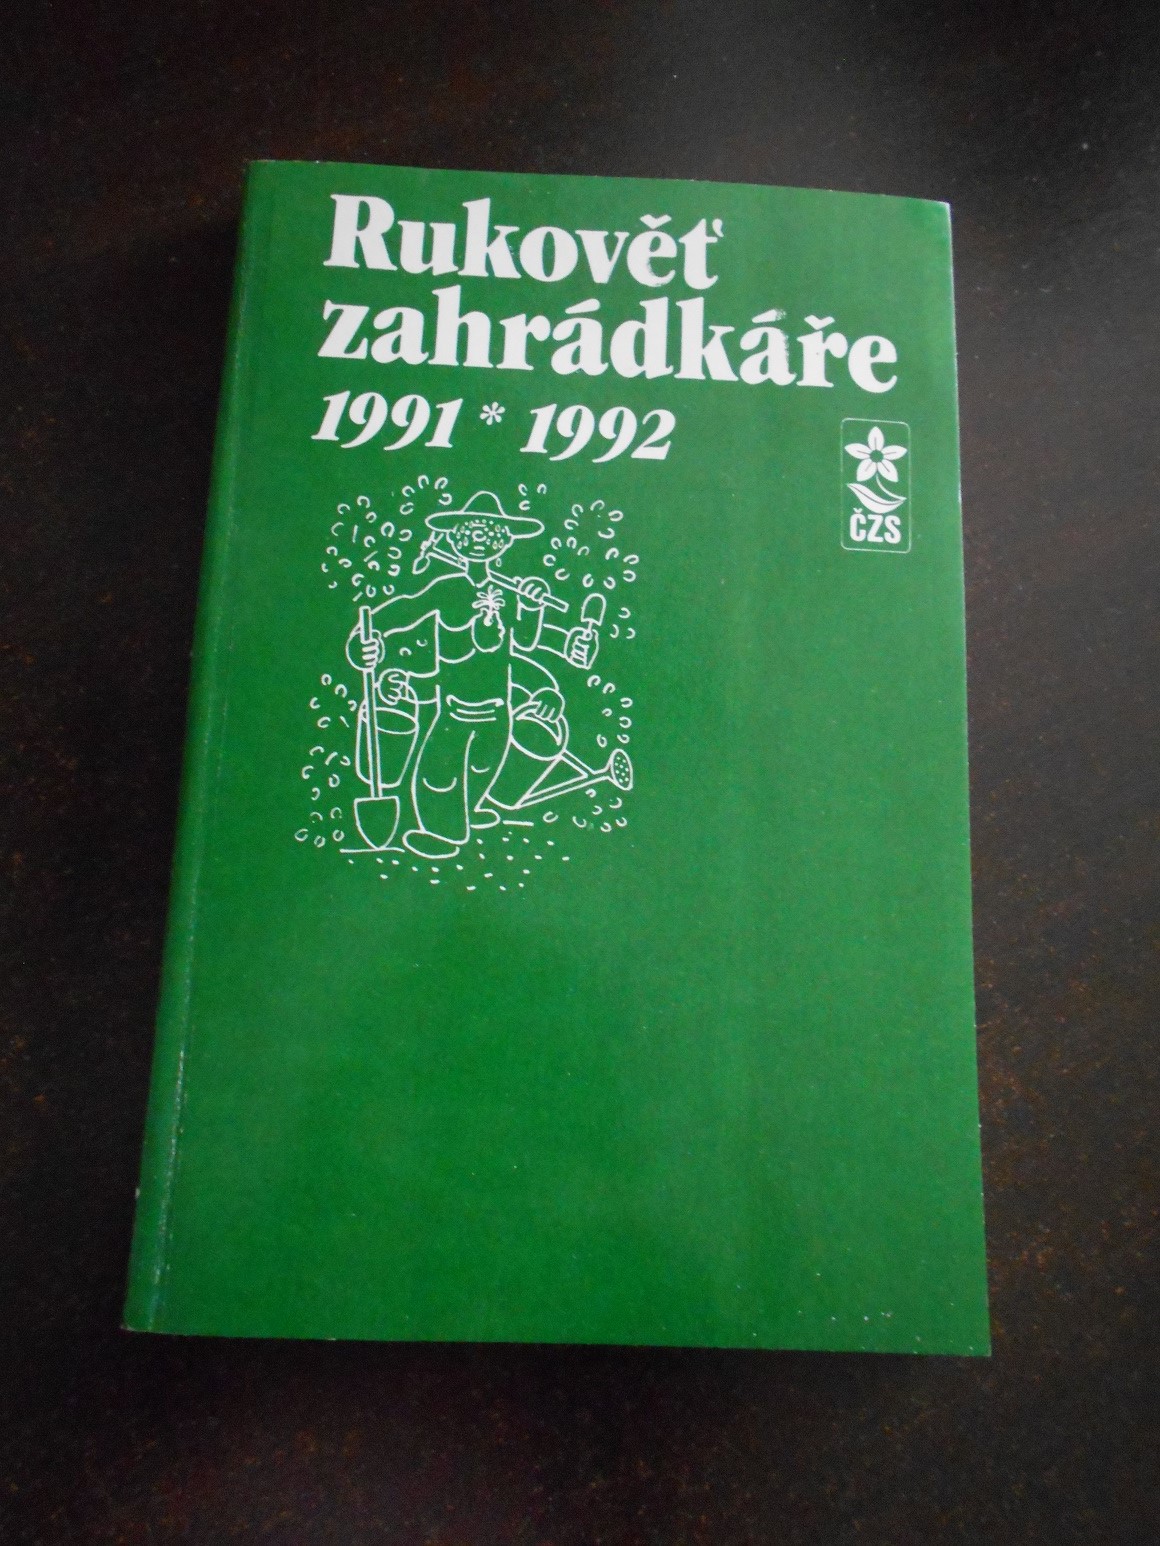 Rukověť
zahrádkáře
1991 * 1992
ČZS